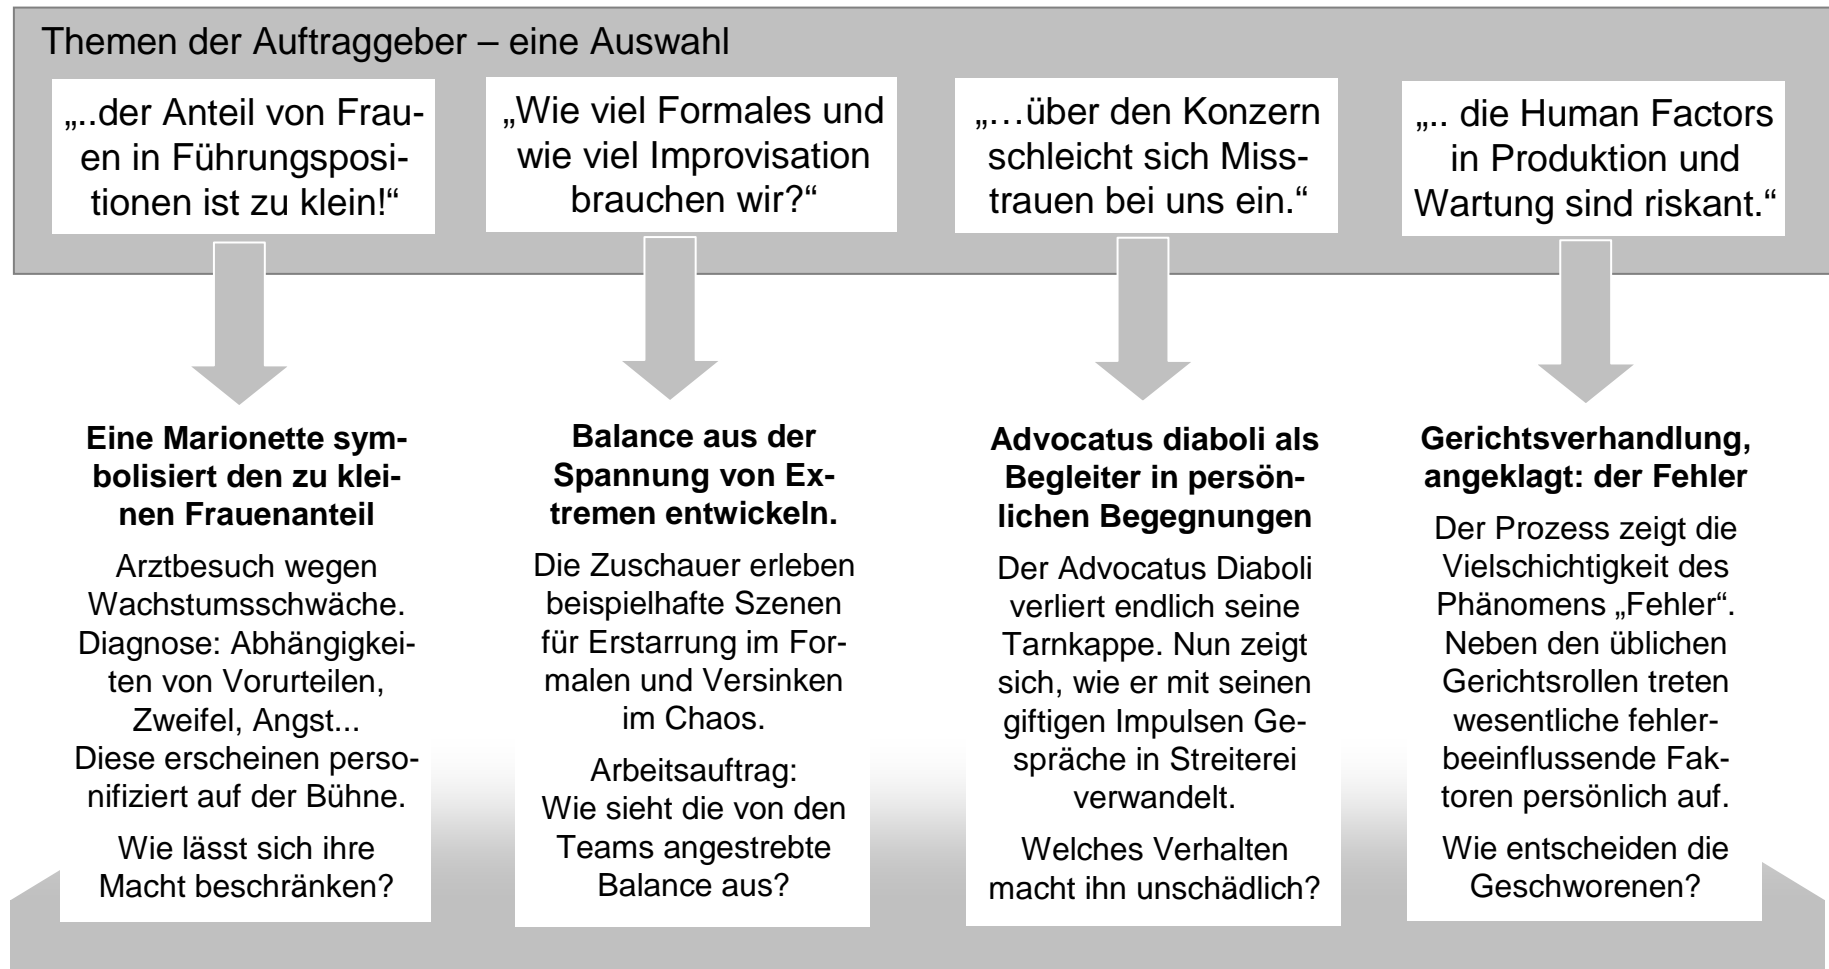 Themen der Auftraggeber – eine Auswahl
„..der Anteil von Frau-
en in Führungsposi-
tionen ist zu klein!“
„Wie viel Formales und
wie viel Improvisation
brauchen wir?“
„…über den Konzern
schleicht sich Miss-
trauen bei uns ein.“
„.. die Human Factors
in Produktion und
Wartung sind riskant.“
Eine Marionette sym-
bolisiert den zu klei-
nen Frauenanteil
Arztbesuch wegen
Wachstumsschwäche.
Diagnose: Abhängigkei-
ten von Vorurteilen,
Zweifel, Angst...
Diese erscheinen perso-
nifiziert auf der Bühne.
Wie lässt sich ihre
Macht beschränken?
Balance aus der
Spannung von Ex-
tremen entwickeln.
Die Zuschauer erleben
beispielhafte Szenen
für Erstarrung im For-
malen und Versinken
im Chaos.
Arbeitsauftrag:
Wie sieht die von den
Teams angestrebte
Balance aus?
Advocatus diaboli als
Begleiter in persön-
lichen Begegnungen
Der Advocatus Diaboli
verliert endlich seine
Tarnkappe. Nun zeigt
sich, wie er mit seinen
giftigen Impulsen Ge-
spräche in Streiterei
verwandelt.
Welches Verhalten
macht ihn unschädlich?
Gerichtsverhandlung,
angeklagt: der Fehler
Der Prozess zeigt die
Vielschichtigkeit des
Phänomens „Fehler“.
Neben den üblichen
Gerichtsrollen treten
wesentliche fehler-
beeinflussende Fak-
toren persönlich auf.
Wie entscheiden die
Geschworenen?